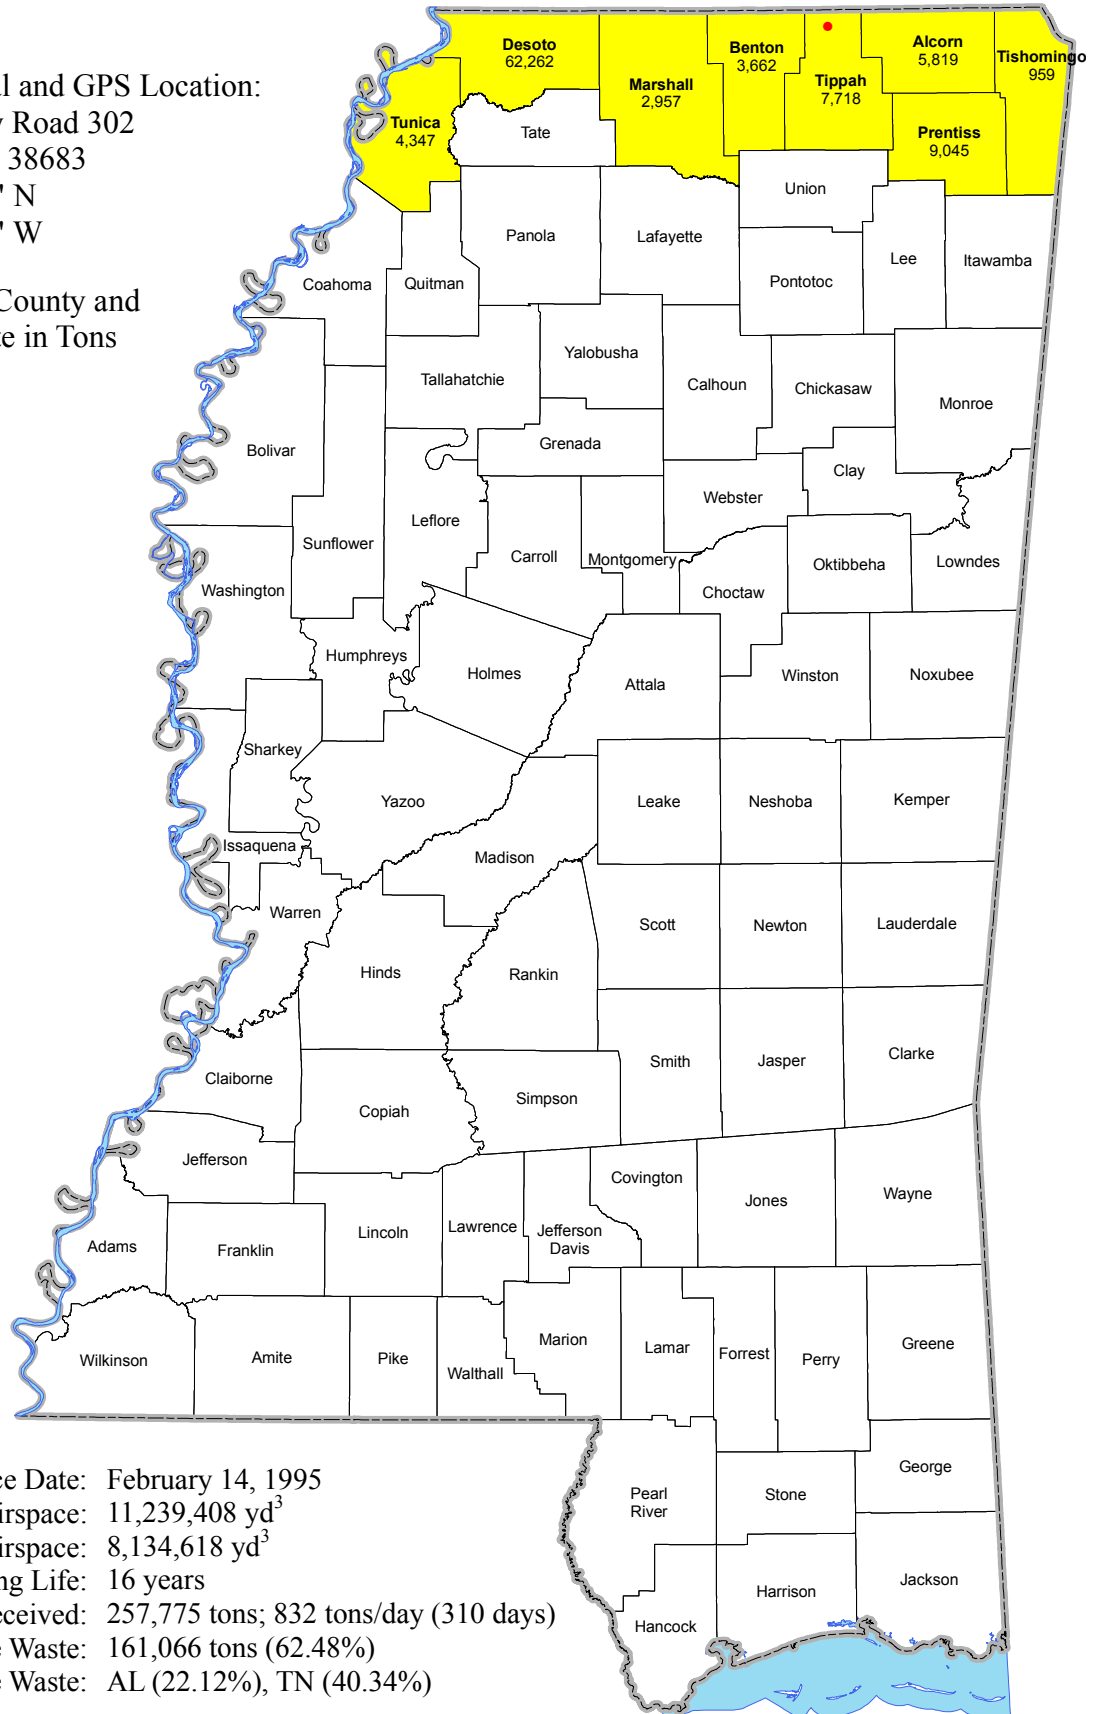 l and GPS Location:
Road 302
38683
" N
" W
County and
te in Tons
Desoto
62,262
Marshall
2,957
Benton
3,662
Tippah
7,718
Alcorn
5,819
Tishomingo
959
Prentiss
9,045
Tunica
4,347
Tate
Union
Panola
Lafayette
Pontotoc
Lee
Itawamba
Coahoma
Quitman
Yalobusha
Tallahatchie
Calhoun
Chickasaw
Monroe
Bolivar
Grenada
Clay
Webster
Leflore
Sunflower
Carroll
Montgomery
Oktibbeha
Lowndes
Washington
Choctaw
Humphreys
Holmes
Attala
Winston
Noxubee
Sharkey
Yazoo
Leake
Neshoba
Kemper
Issaquena
Madison
Warren
Scott
Newton
Lauderdale
Hinds
Rankin
Smith
Jasper
Clarke
Claiborne
Copiah
Simpson
Jefferson
Covington
Jones
Wayne
Adams
Franklin
Lincoln
Lawrence
Jefferson
Davis
Wilkinson
Amite
Pike
Walthall
Marion
Lamar
Forrest
Perry
Greene
George
Pearl
River
Stone
Harrison
Jackson
Hancock
ce Date: February 14, 1995
irspace: 11,239,408 yd³
irspace: 8,134,618 yd³
ng Life: 16 years
eceived: 257,775 tons; 832 tons/day (310 days)
e Waste: 161,066 tons (62.48%)
e Waste: AL (22.12%), TN (40.34%)